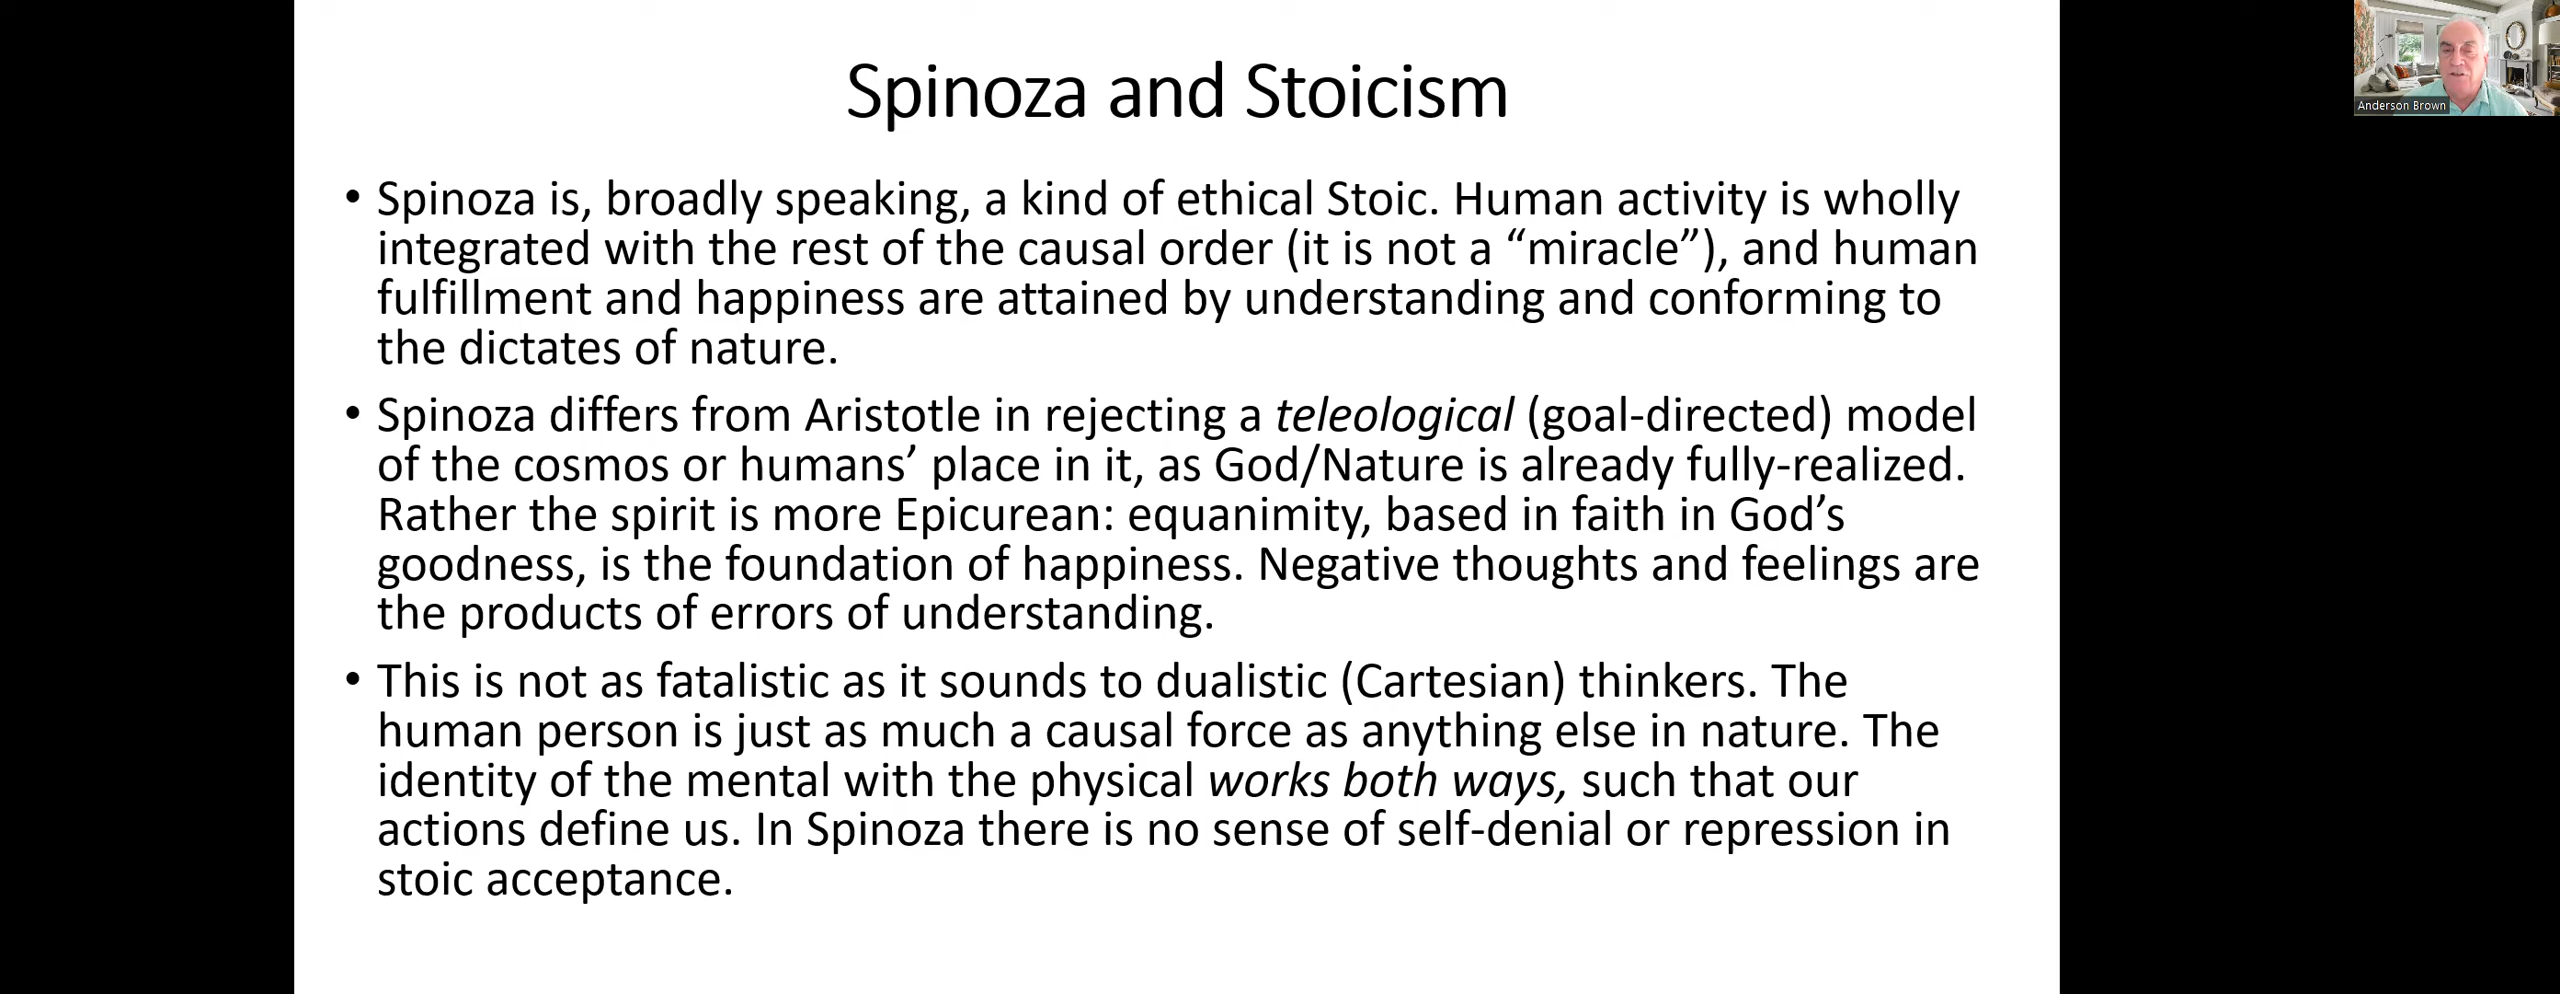 Spinoza and Stoicism
Anderson Brown
• Spinoza is, broadly speaking, a kind of ethical Stoic. Human activity is wholly
integrated with the rest of the causal order (it is not a “miracle”), and human
fulfillment and happiness are attained by understanding and conforming to
the dictates of nature.
• Spinoza differs from Aristotle in rejecting a teleological (goal-directed) model
of the cosmos or humans’ place in it, as God/Nature is already fully-realized.
Rather the spirit is more Epicurean: equanimity, based in faith in God’s
goodness, is the foundation of happiness. Negative thoughts and feelings are
the products of errors of understanding.
• This is not as fatalistic as it sounds to dualistic (Cartesian) thinkers. The
human person is just as much a causal force as anything else in nature. The
identity of the mental with the physical works both ways, such that our
actions define us. In Spinoza there is no sense of self-denial or repression in
stoic acceptance.